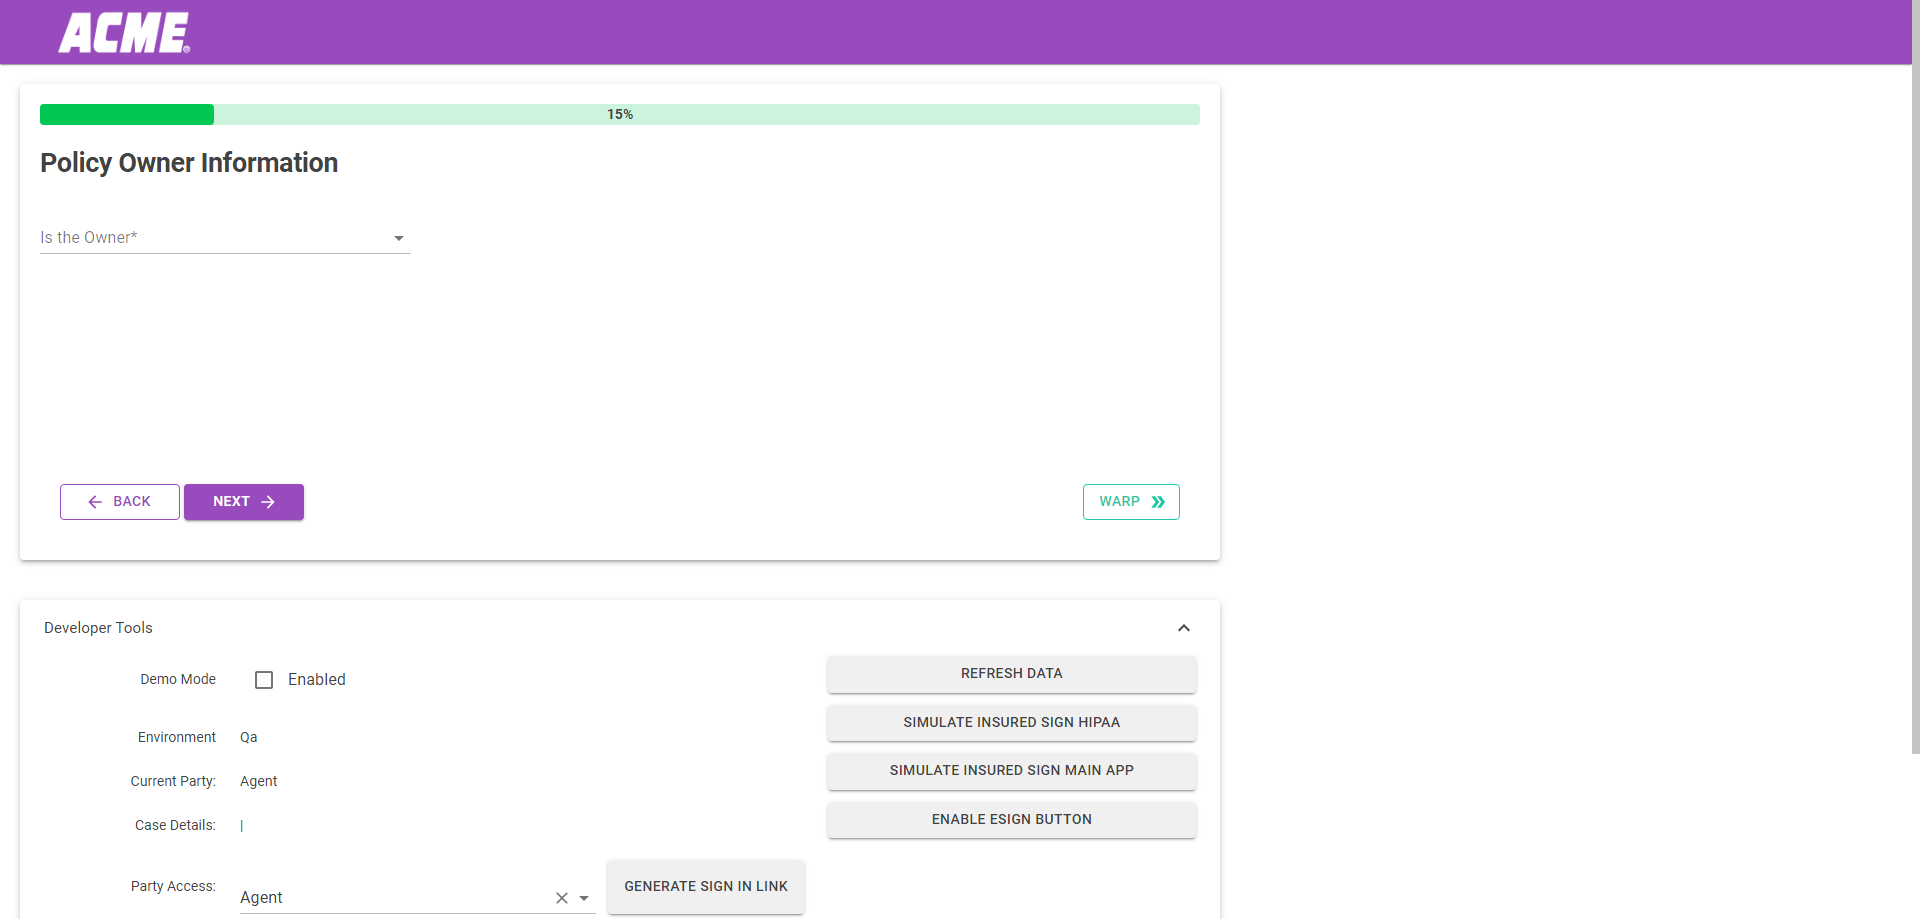 ACME®
15%
Policy Owner Information
Is the Owner*
BACK
NEXT
WARP
Developer Tools
Demo Mode
Enabled
REFRESH DATA
SIMULATE INSURED SIGN HIPAA
Environment
Qa
SIMULATE INSURED SIGN MAIN APP
Current Party:
Agent
Case Details:
|
ENABLE ESIGN BUTTON
Party Access:
Agent
GENERATE SIGN IN LINK